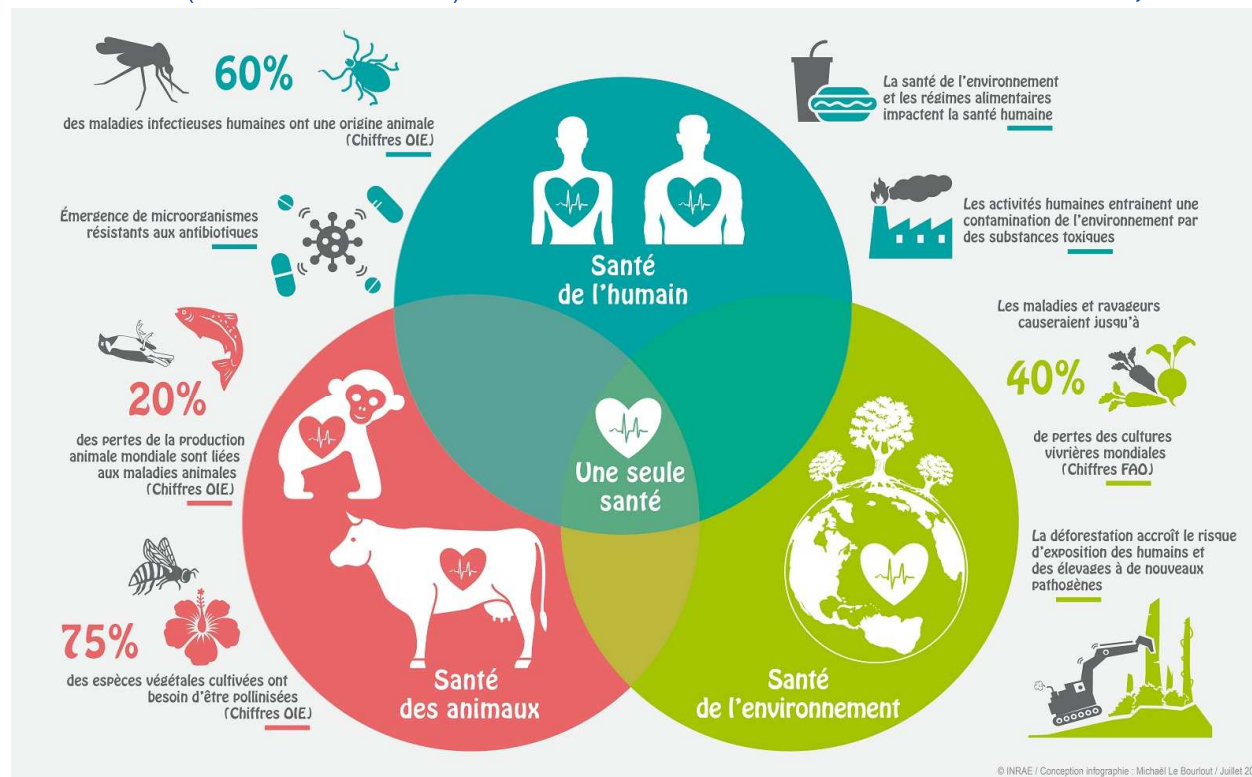 60%
des maladies infectieuses humaines ont une origine animale
(Chiffres OIE)
Émergence de microorganismes
résistants aux antibiotiques
20%
des pertes de la production
animale mondiale sont liées
aux maladies animales
(Chiffres OIE)
75%
des espèces végétales cultivées ont
besoin d'être pollinisées
(Chiffres OIE)
Santé
de l'humain
Une seule
santé
Santé
des animaux
Santé
de l'environnement
La santé de l'environnement
et les régimes alimentaires
impactent la santé humaine
Les activités humaines entrainent une
contamination de l'environnement par
des substances toxiques
Les maladies et ravageurs
causeraient jusqu'à
40%
de pertes des cultures
vivrières mondiales
(Chiffres FAO)
La déforestation accroît le risque
d'exposition des humains et
des élevages à de nouveaux
pathogènes
© INRAE / Conception infographie : Michaël Le Bourlout / Juillet